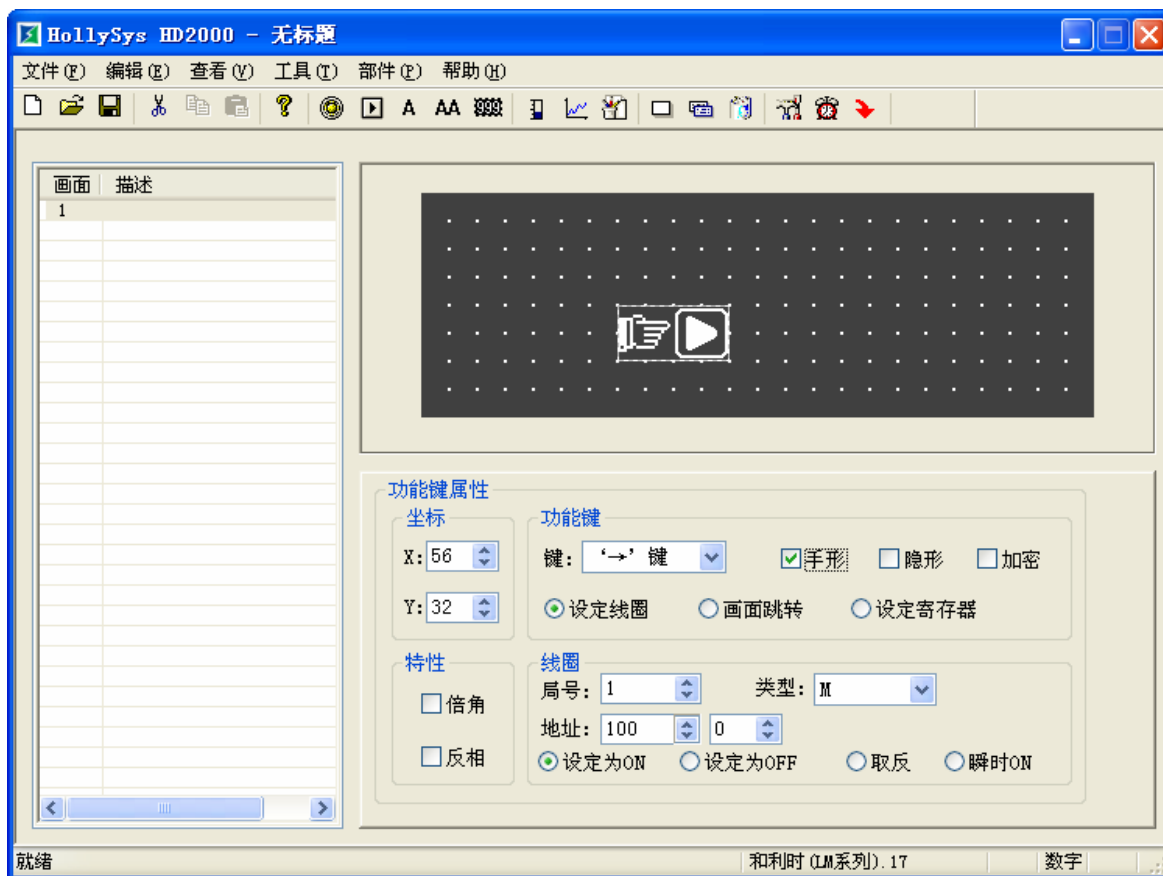 HollySys HD2000 - 无标题
文件(F) 编辑(E) 查看(V) 工具(T) 部件(P) 帮助(H)
A AA
画面 描述
1
功能键属性
坐标
X: 56
Y: 32
功能键
键: ‘→’键 手形 隐形 加密
设定线圈 画面跳转 设定寄存器
特性
倍角
反相
线圈
局号: 1 类型: M
地址: 100 0
设定为ON 设定为OFF 取反 瞬时ON
就绪 和利时(LM系列).17 数字